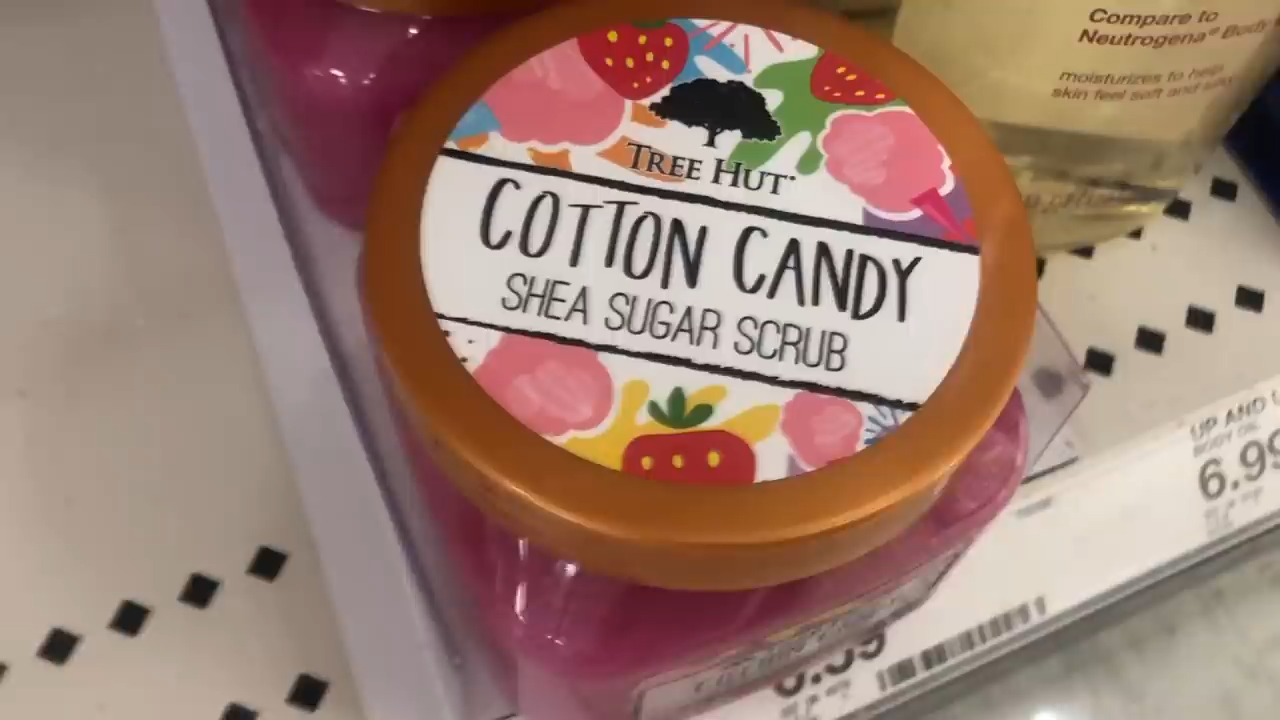 Compare to
Neutrogena® Body
moisturizes to help
skin feel soft and
TREE HUT
COTTON CANDY
SHEA SUGAR SCRUB
UP AND
BODY OIL
6.99